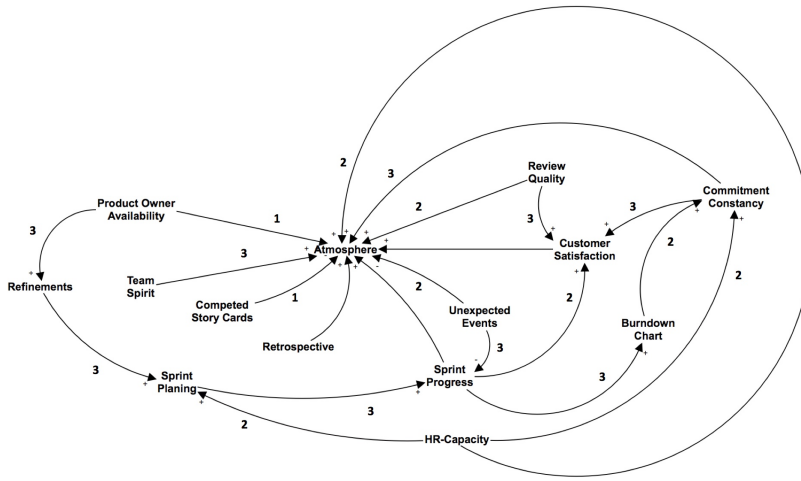 2
3
Review
Quality
Commitment
Constancy
Product Owner
Availability
3
1
2
3
3
+
+
+
+
+
+
+
+
Atmosphere
+
-
+
+
-
Customer
Satisfaction
+
+
+
Refinements
Team
Spirit
3
2
2
Competed
Story Cards
1
2
Unexpected
Events
2
Burndown
Chart
+
Retrospective
3
-
Sprint
Progress
+
3
Sprint
Planing
+
+
3
3
2
HR-Capacity